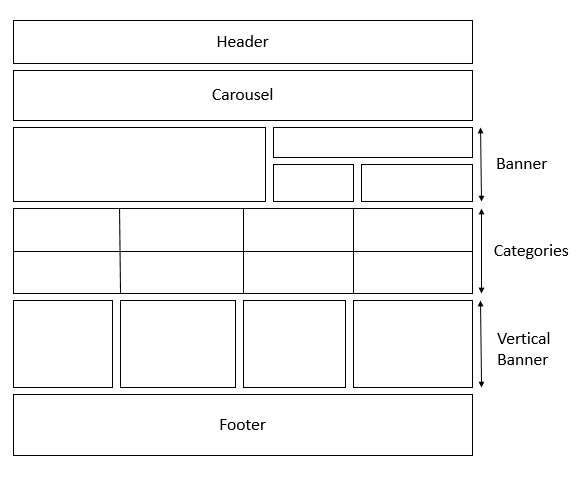 Header
Carousel
Banner
Categories
Vertical
Banner
Footer